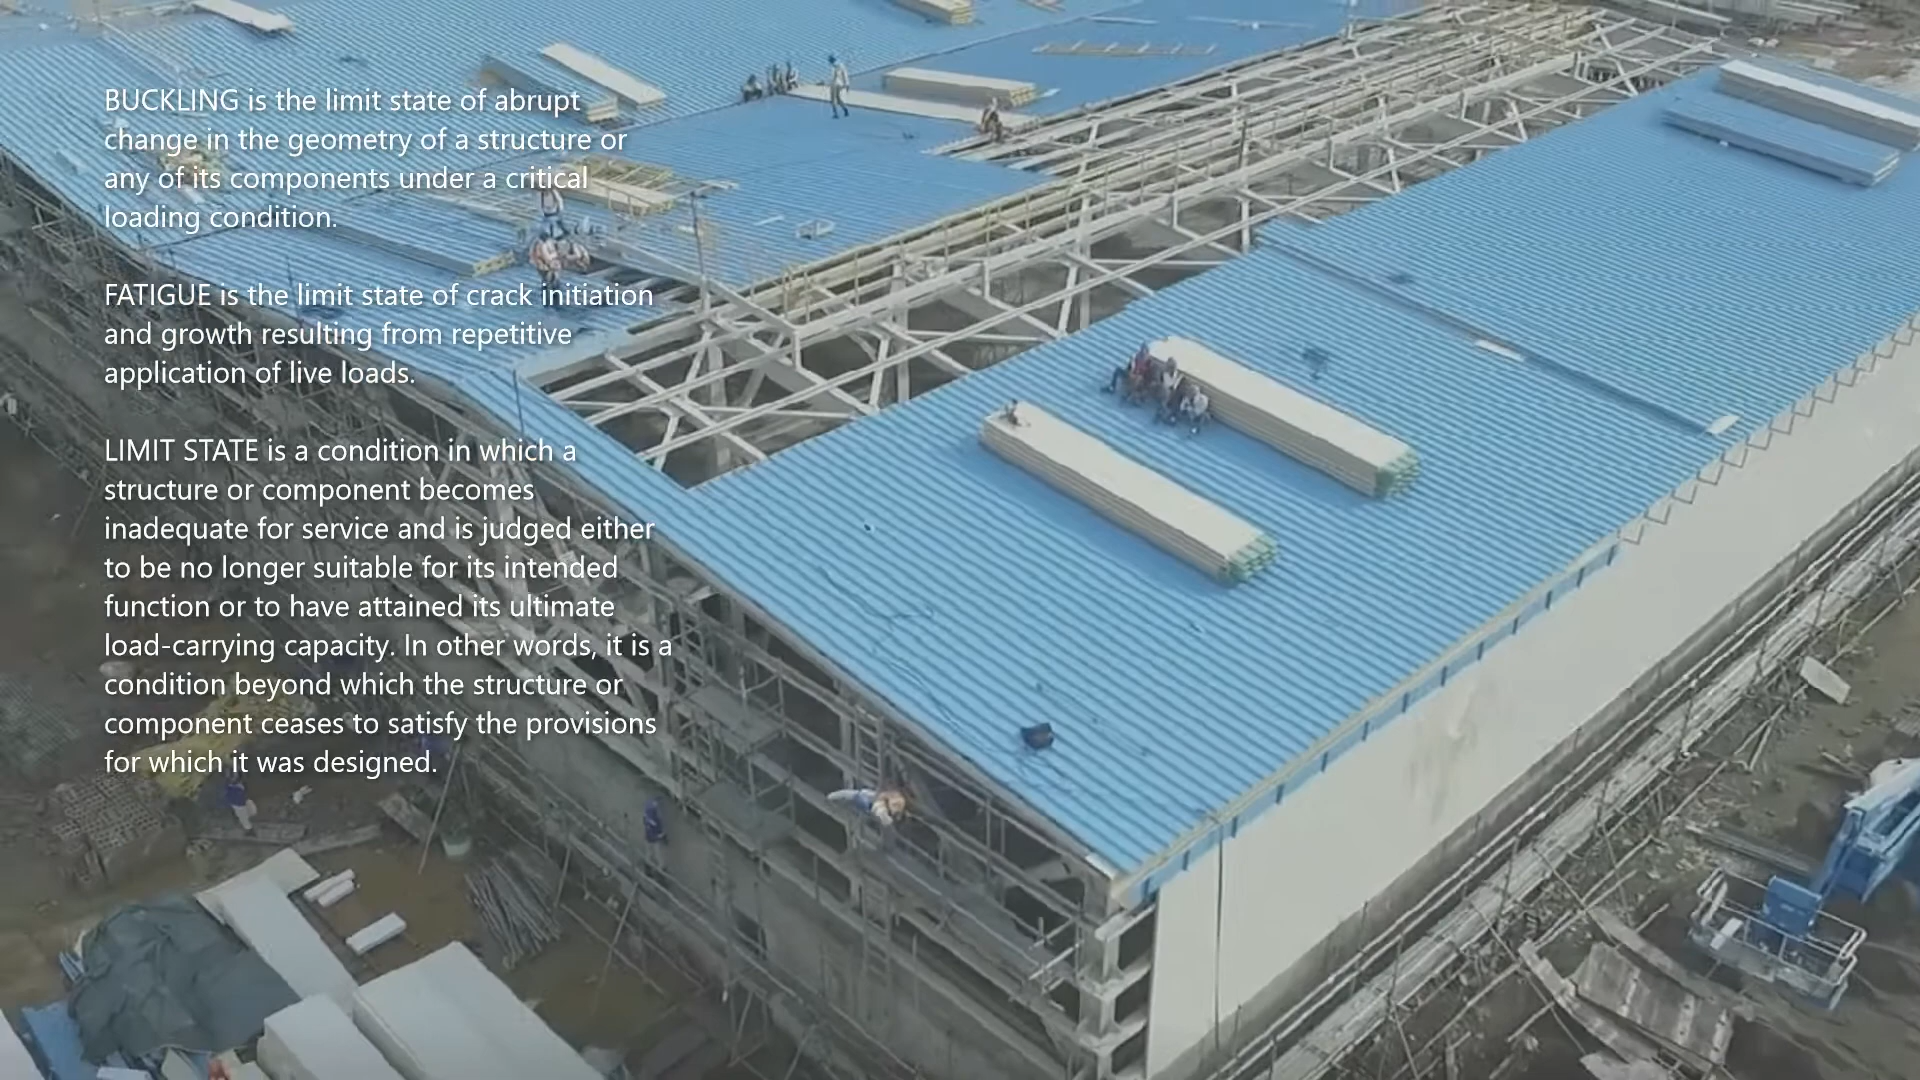 BUCKLING is the limit state of abrupt
change in the geometry of a structure or
any of its components under a critical
loading condition.
FATIGUE is the limit state of crack initiation
and growth resulting from repetitive
application of live loads.
LIMIT STATE is a condition in which a
structure or component becomes
inadequate for service and is judged either
to be no longer suitable for its intended
function or to have attained its ultimate
load-carrying capacity. In other words, it is a
condition beyond which the structure or
component ceases to satisfy the provisions
for which it was designed.